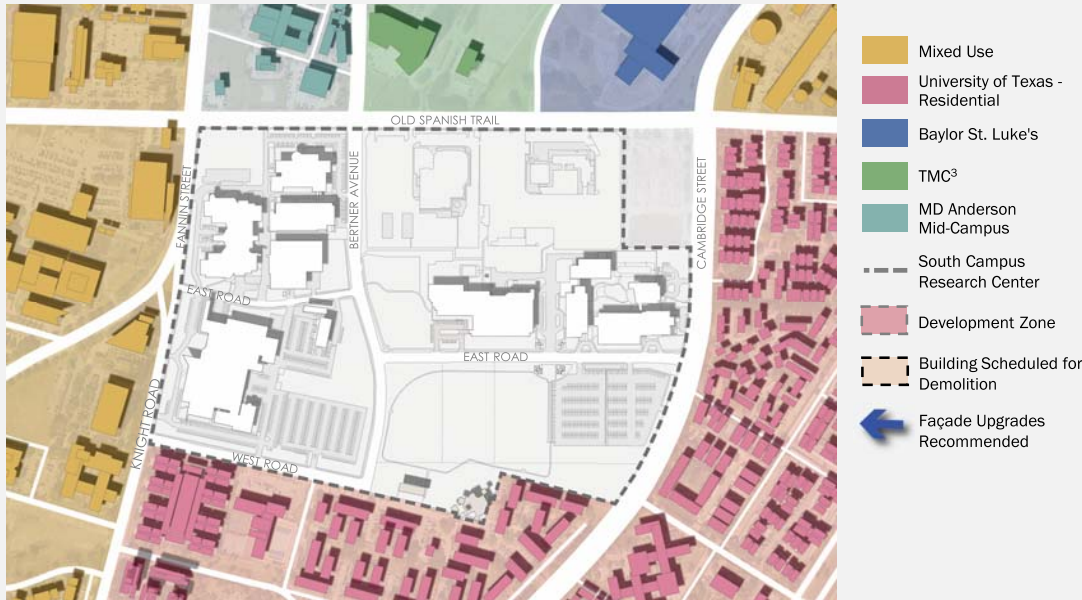 OLD SPANISH TRAIL
FANNIN STREET
BERTNER AVENUE
CAMBRIDGE STREET
EAST ROAD
EAST ROAD
KNIGHT ROAD
WEST ROAD
Mixed Use
University of Texas -
Residential
Baylor St. Luke's
TMC³
MD Anderson
Mid-Campus
South Campus
Research Center
Development Zone
Building Scheduled for
Demolition
Façade Upgrades
Recommended